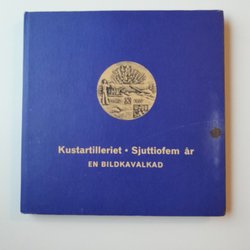 Kustartilleriet • Sjuttiofem år
EN BILDKAVALKAD